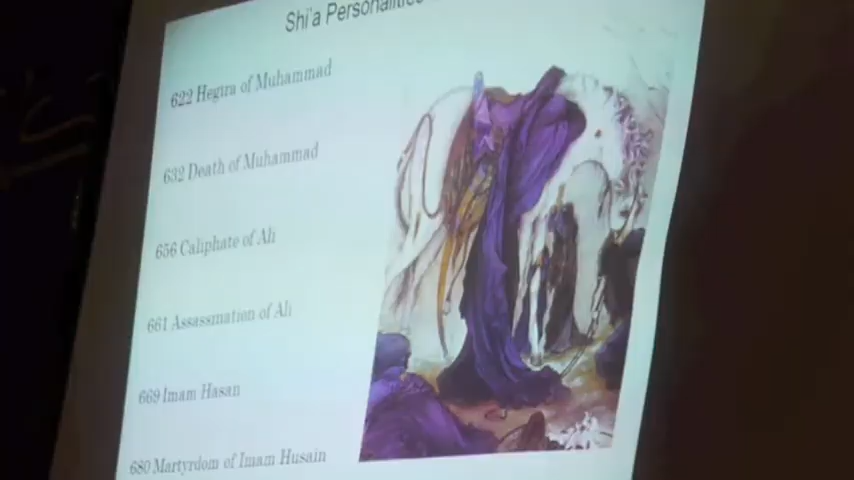 Shi'a Personalities
622 Hegira of Muhammad
632 Death of Muhammad
656 Caliphate of Ali
661 Assassination of Ali
669 Imam Hasan
680 Martyrdom of Imam Husain